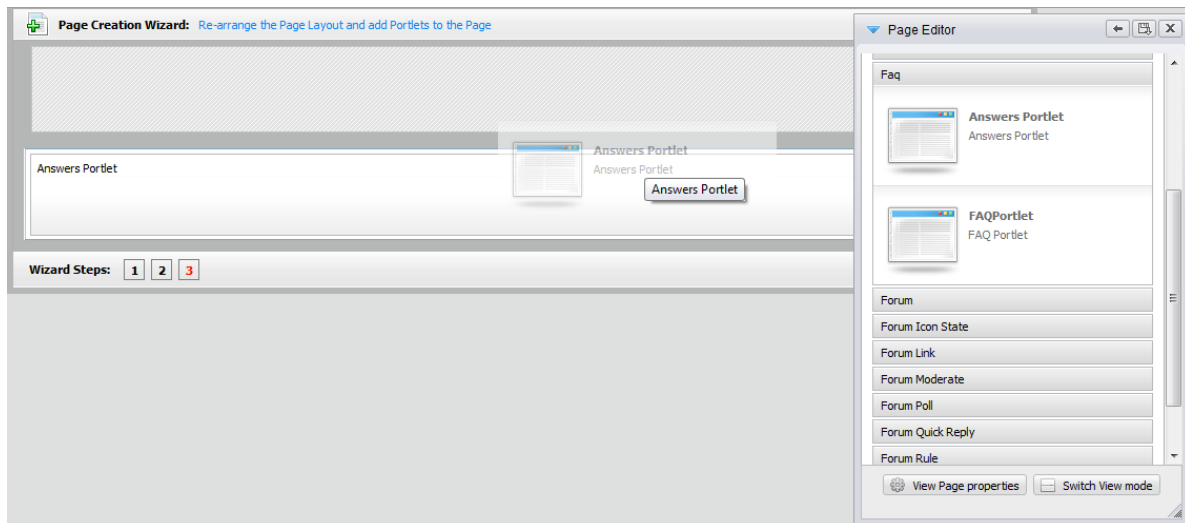 Page Creation Wizard: Re-arrange the Page Layout and add Portlets to the Page
Answers Portlet
Answers Portlet
Answers Portlet
Answers Portlet
Wizard Steps: 1 2 3
Page Editor
Faq
Answers Portlet
Answers Portlet
FAQPortlet
FAQ Portlet
Forum
Forum Icon State
Forum Link
Forum Moderate
Forum Poll
Forum Quick Reply
Forum Rule
View Page properties Switch View mode